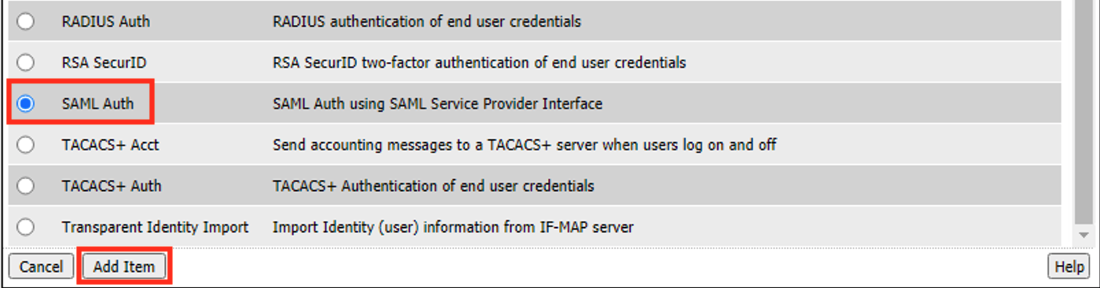 RADIUS Auth RADIUS authentication of end user credentials
RSA SecurID RSA SecurID two-factor authentication of end user credentials
SAML Auth SAML Auth using SAML Service Provider Interface
TACACS+ Acct Send accounting messages to a TACACS+ server when users log on and off
TACACS+ Auth TACACS+ Authentication of end user credentials
Transparent Identity Import Import Identity (user) information from IF-MAP server
Cancel Add Item Help